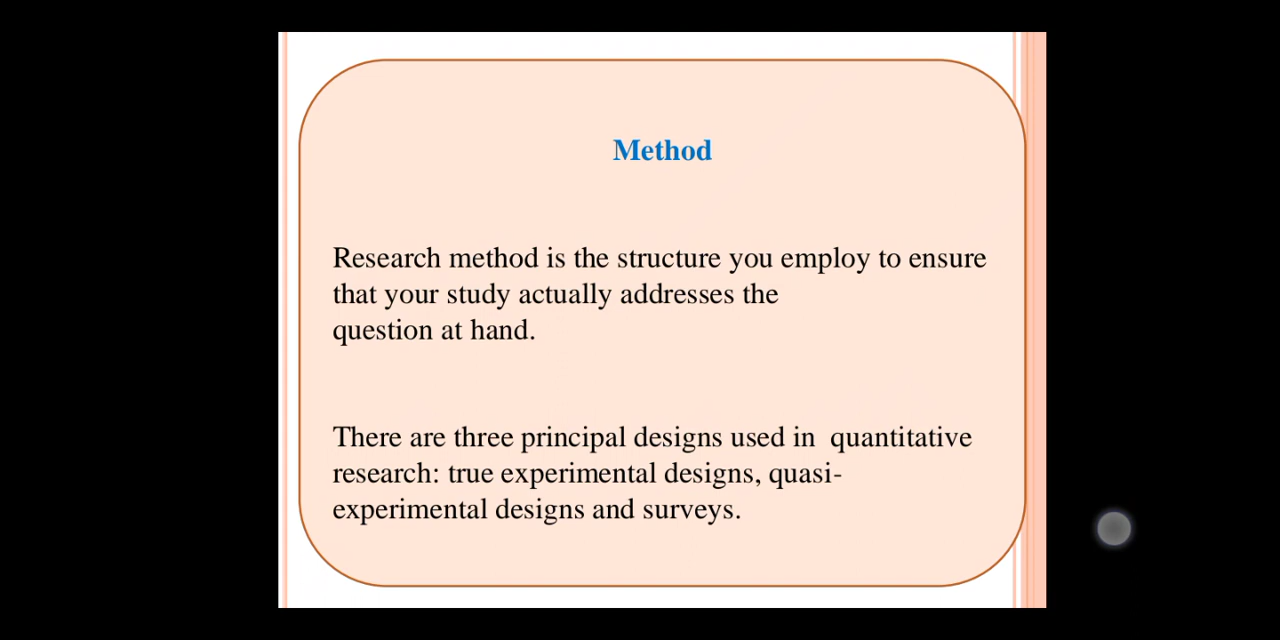 Method
Research method is the structure you employ to ensure
that your study actually addresses the
question at hand.
There are three principal designs used in  quantitative
research: true experimental designs, quasi-
experimental designs and surveys.